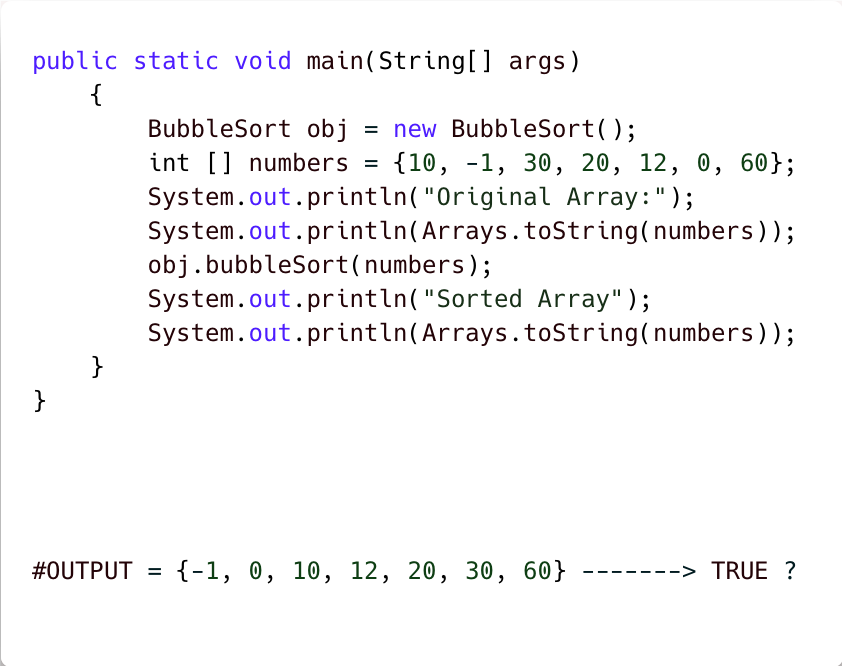 public static void main(String[] args)
{
BubbleSort obj = new BubbleSort();
int [] numbers = {10, -1, 30, 20, 12, 0, 60};
System.out.println("Original Array:");
System.out.println(Arrays.toString(numbers));
obj.bubbleSort(numbers);
System.out.println("Sorted Array");
System.out.println(Arrays.toString(numbers));
}
}
#OUTPUT = {-1, 0, 10, 12, 20, 30, 60} -------> TRUE ?